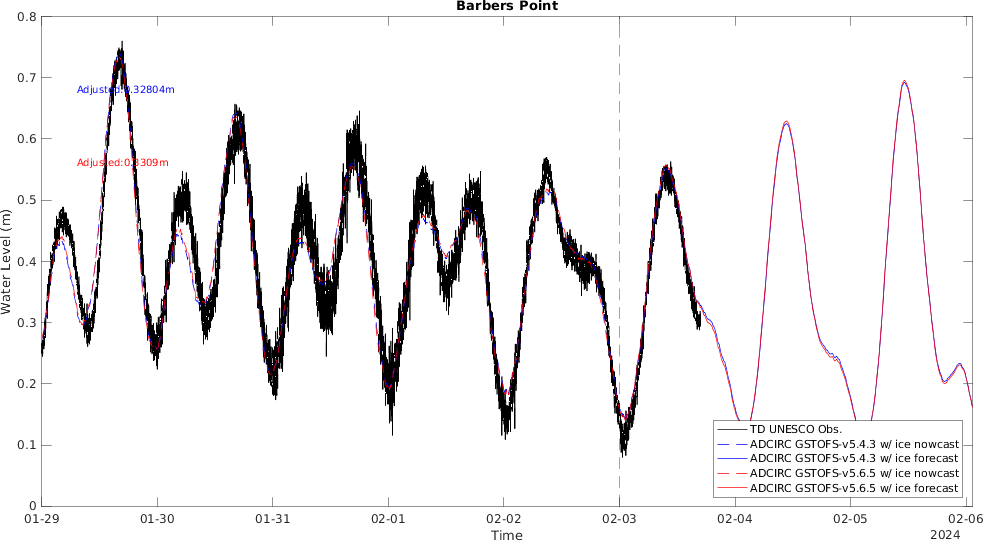 Barbers Point
0.8
0.7
0.6
0.5
0.4
0.3
0.2
0.1
0
Water Level (m)
Adjusted:0.32804m
Adjusted:0.3309m
TD UNESCO Obs.
ADCIRC GSTOFS-v5.4.3 w/ ice nowcast
ADCIRC GSTOFS-v5.4.3 w/ ice forecast
ADCIRC GSTOFS-v5.6.5 w/ ice nowcast
ADCIRC GSTOFS-v5.6.5 w/ ice forecast
01-29 01-30 01-31 02-01 02-02 02-03 02-04 02-05 02-06
Time
2024